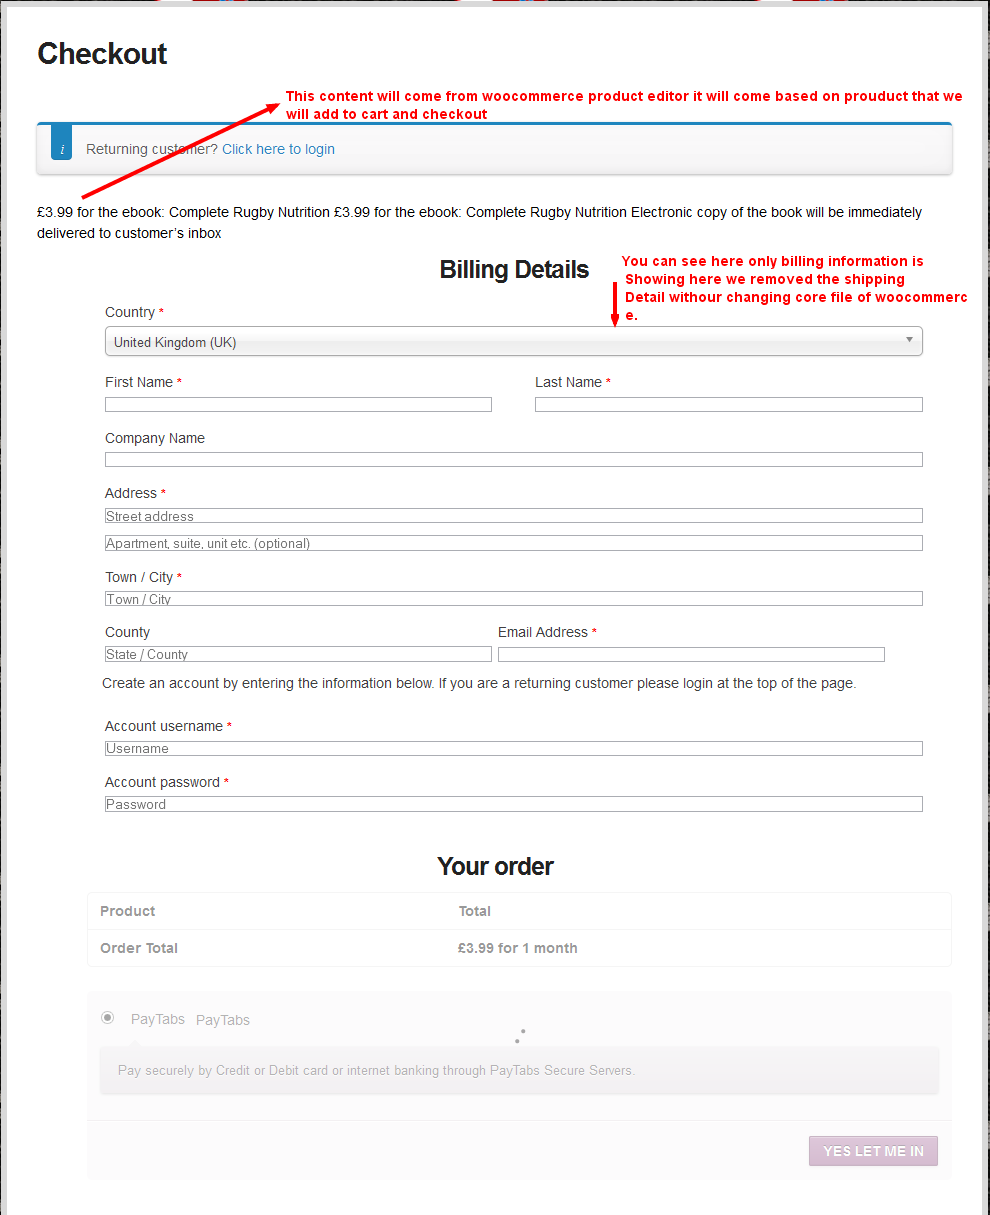 Checkout
This content will come from woocommerce product editor it will come based on prouduct that we
will add to cart and checkout
i
Returning customer? Click here to login
£3.99 for the ebook: Complete Rugby Nutrition £3.99 for the ebook: Complete Rugby Nutrition Electronic copy of the book will be immediately
delivered to customer’s inbox
Billing Details
You can see here only billing information is
Showing here we removed the shipping
Detail withour changing core file of woocommerc
e.
Country *
United Kingdom (UK)
First Name *
Last Name *
Company Name
Address *
Street address
Apartment, suite, unit etc. (optional)
Town / City *
Town / City
County
Email Address *
State / County
Create an account by entering the information below. If you are a returning customer please login at the top of the page.
Account username *
Username
Account password *
Password
Your order
Product Total
Order Total £3.99 for 1 month
PayTabs PayTabs
Pay securely by Credit or Debit card or internet banking through PayTabs Secure Servers.
YES LET ME IN